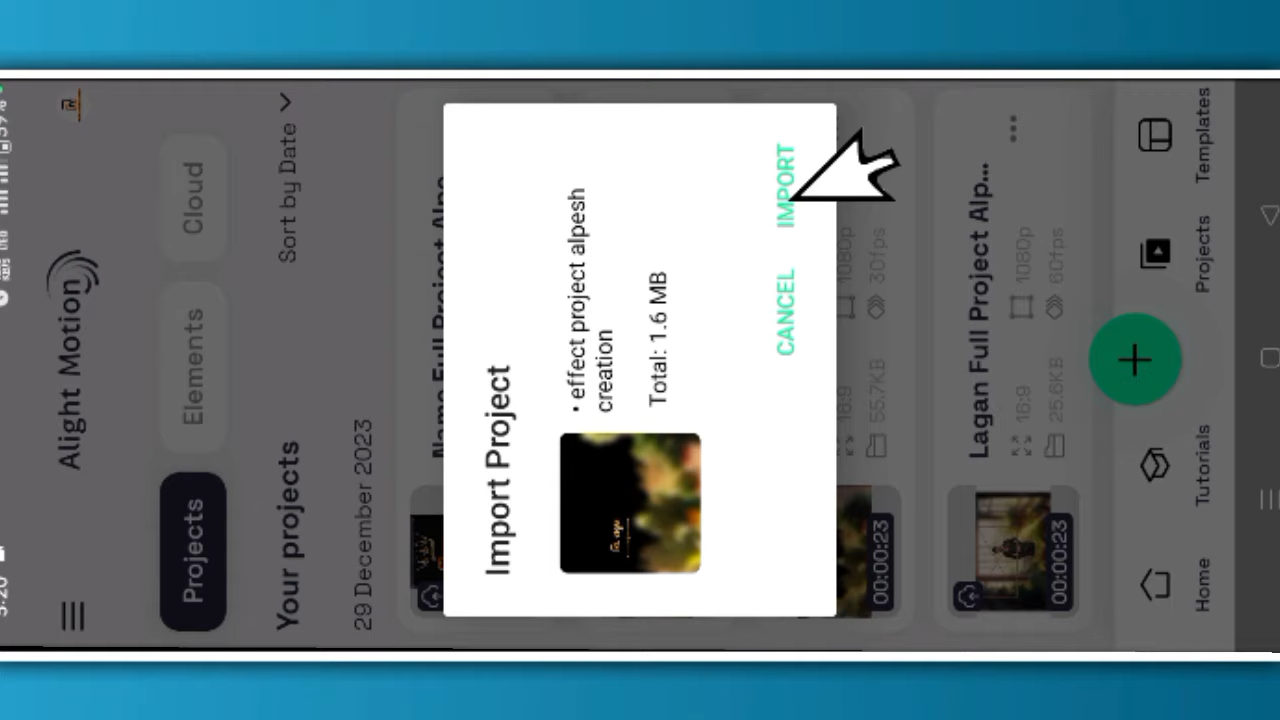 Alight Motion
Projects
Elements
Cloud
Your projects
Sort by Date
29 December 2023
Import Project
• effect project alpesh
creation
Total: 1.6 MB
CANCEL
IMPORT
1080p
30fps
16:9
55.7KB
00:00:23
Lagan Full Project Alp...
16:9
1080p
25.6KB
60fps
00:00:23
Home
Tutorials
Projects
Templates